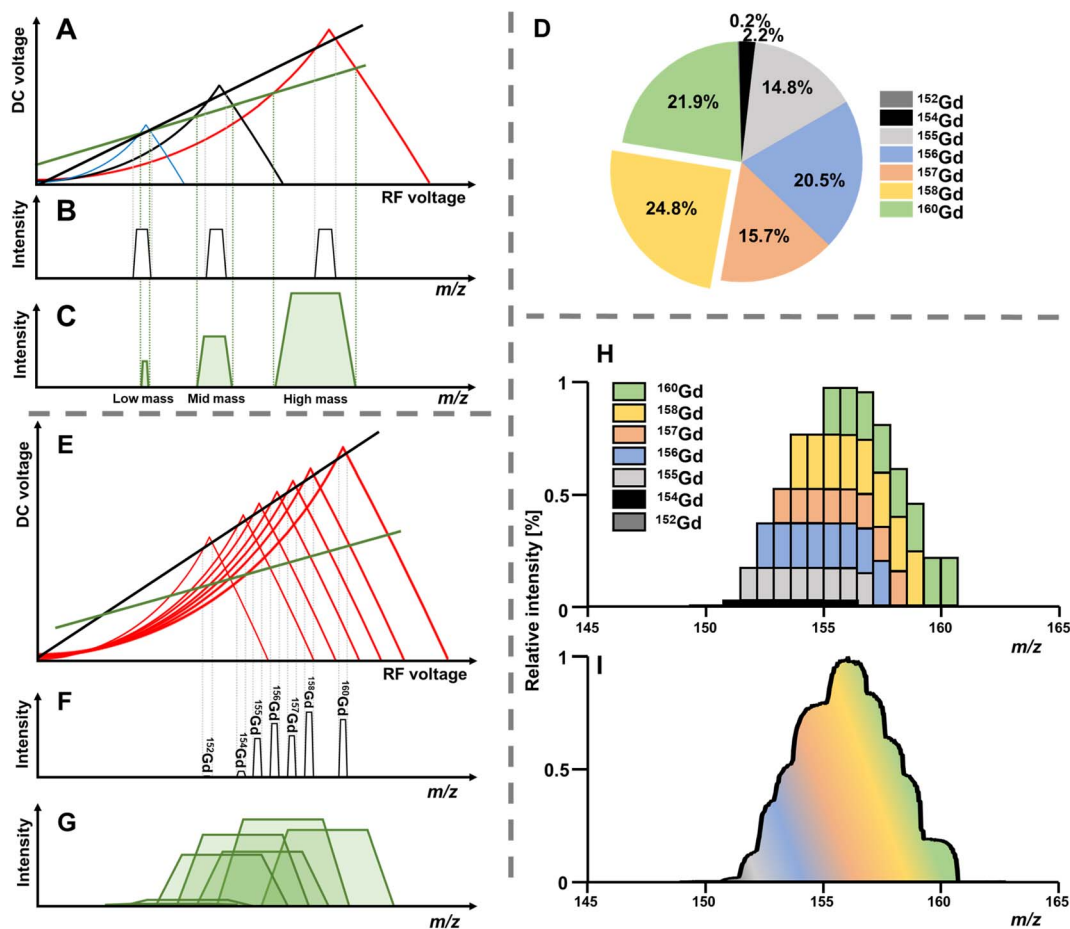 A
DC voltage
RF voltage
B
Intensity
m/z
C
Intensity
m/z
Low mass
Mid mass
High mass
D
0.2%
2.2%
14.8%
20.5%
15.7%
24.8%
21.9%
¹⁵²Gd
¹⁵⁴Gd
¹⁵⁵Gd
¹⁵⁶Gd
¹⁵⁷Gd
¹⁵⁸Gd
¹⁶⁰Gd
E
DC voltage
RF voltage
F
Intensity
¹⁵²Gd
¹⁵⁴Gd
¹⁵⁵Gd
¹⁵⁶Gd
¹⁵⁷Gd
¹⁵⁸Gd
¹⁶⁰Gd
m/z
G
Intensity
m/z
H
¹⁶⁰Gd
¹⁵⁸Gd
¹⁵⁷Gd
¹⁵⁶Gd
¹⁵⁵Gd
¹⁵⁴Gd
¹⁵²Gd
Relative intensity [%]
1
0.5
0
145
150
155
160
165
m/z
I
1
0.5
0
145
150
155
160
165
m/z